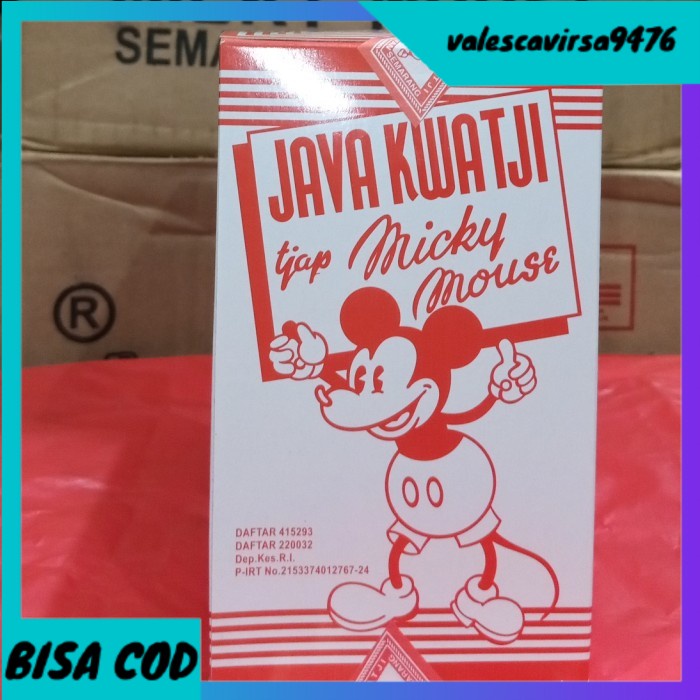 valescavirsa9476
SEMA
SEMARANG
JAVA KWATJI
tjap Micky
Mouse
®
DAFTAR 415293
DAFTAR 220032
Dep.Kes.R.I.
P-IRT No.2153374012767-24
BISA COD